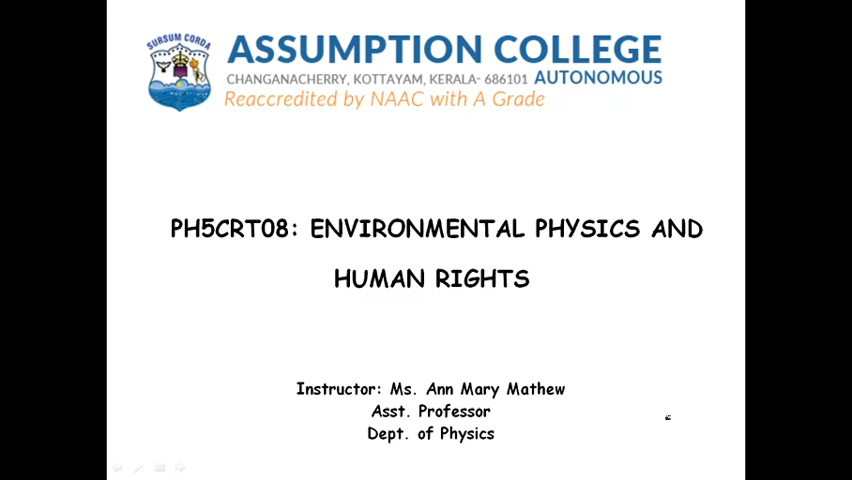 SURSUM CORDA
ASSUMPTION COLLEGE
CHANGANACHERRY, KOTTAYAM, KERALA- 686101 AUTONOMOUS
Reaccredited by NAAC with A Grade
PH5CRT08: ENVIRONMENTAL PHYSICS AND
HUMAN RIGHTS
Instructor: Ms. Ann Mary Mathew
Asst. Professor
Dept. of Physics